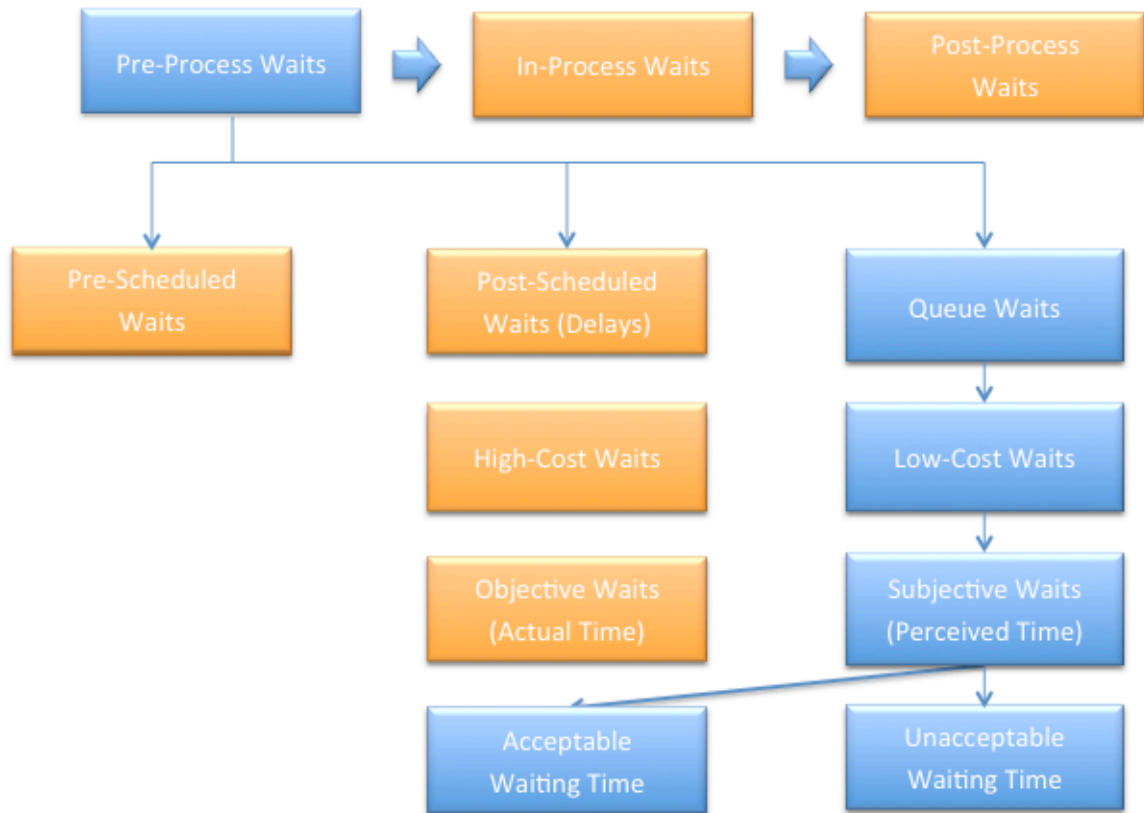 Pre-Process Waits
In-Process Waits
Post-Process
Waits
Pre-Scheduled
Waits
Post-Scheduled
Waits (Delays)
Queue Waits
High-Cost Waits
Low-Cost Waits
Objective Waits
(Actual Time)
Subjective Waits
(Perceived Time)
Acceptable
Waiting Time
Unacceptable
Waiting Time